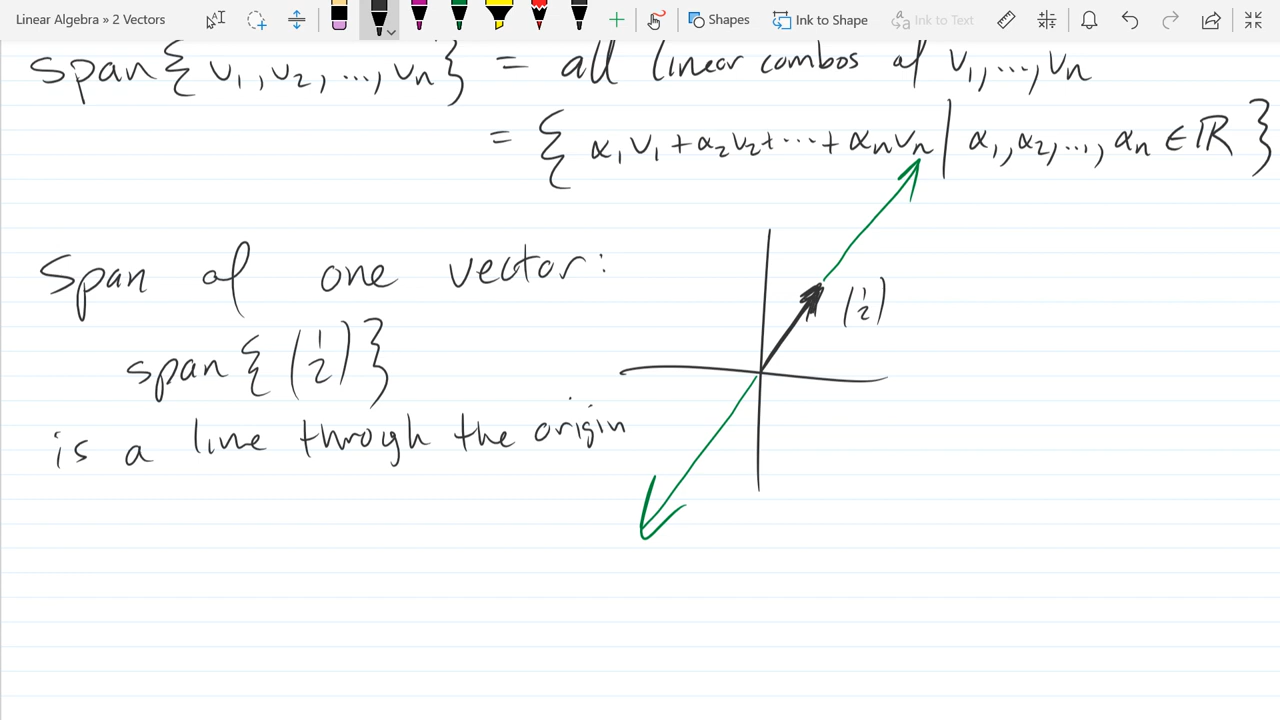 Linear Algebra » 2 Vectors
Shapes
Ink to Shape
Ink to Text
span{v₁,v₂,...,vn} = all linear combos of v₁,...,vn
= {α₁v₁+α₂v₂+···+αnvn | α₁,α₂,...,αn ∈ ℝ}
Span of one vector:
(1 2)
span{(1 2)}
is a line throgh the origin